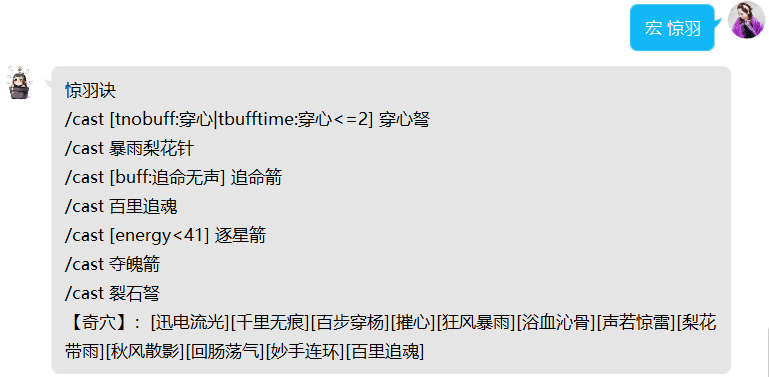 宏 惊羽
惊羽诀
/cast [tnobuff:穿心|tbufftime:穿心<=2] 穿心弩
/cast 暴雨梨花针
/cast [buff:追命无声] 追命箭
/cast 百里追魂
/cast [energy<41] 逐星箭
/cast 夺魄箭
/cast 裂石弩
【奇穴】：[迅电流光][千里无痕][百步穿杨][摧心][狂风暴雨][浴血沁骨][声若惊雷][梨花
带雨][秋风散影][回肠荡气][妙手连环][百里追魂]